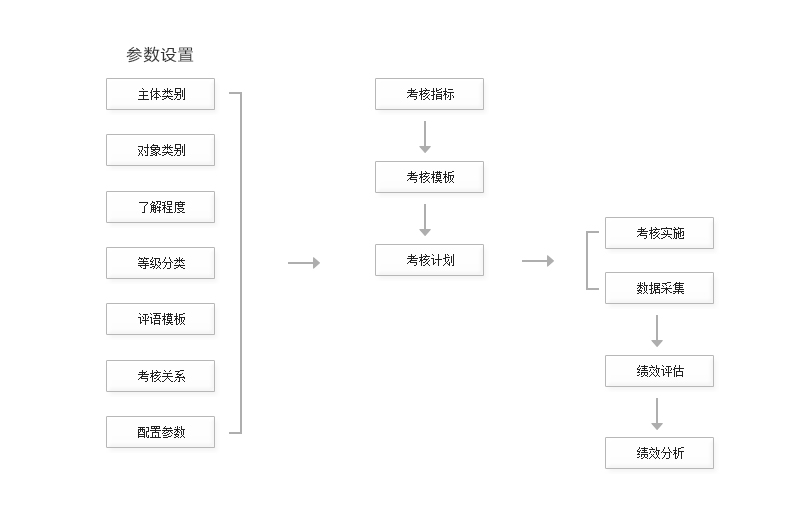 参数设置
主体类别
对象类别
了解程度
等级分类
评语模板
考核关系
配置参数
考核指标
考核模板
考核计划
考核实施
数据采集
绩效评估
绩效分析